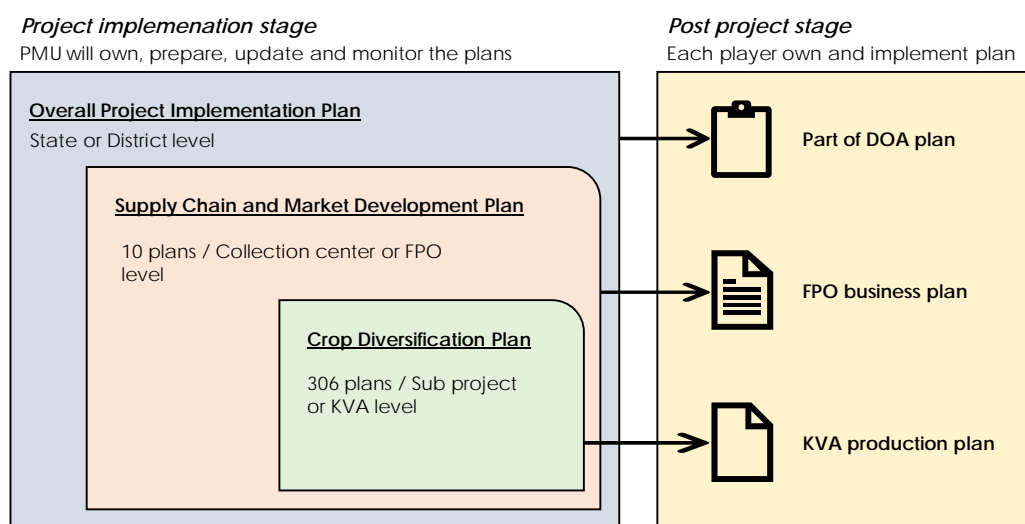 Project implemenation stage
PMU will own, prepare, update and monitor the plans
Post project stage
Each player own and implement plan
Overall Project Implementation Plan
State or District level
Part of DOA plan
Supply Chain and Market Development Plan
10 plans / Collection center or FPO
level
FPO business plan
Crop Diversification Plan
306 plans / Sub project
or KVA level
KVA production plan